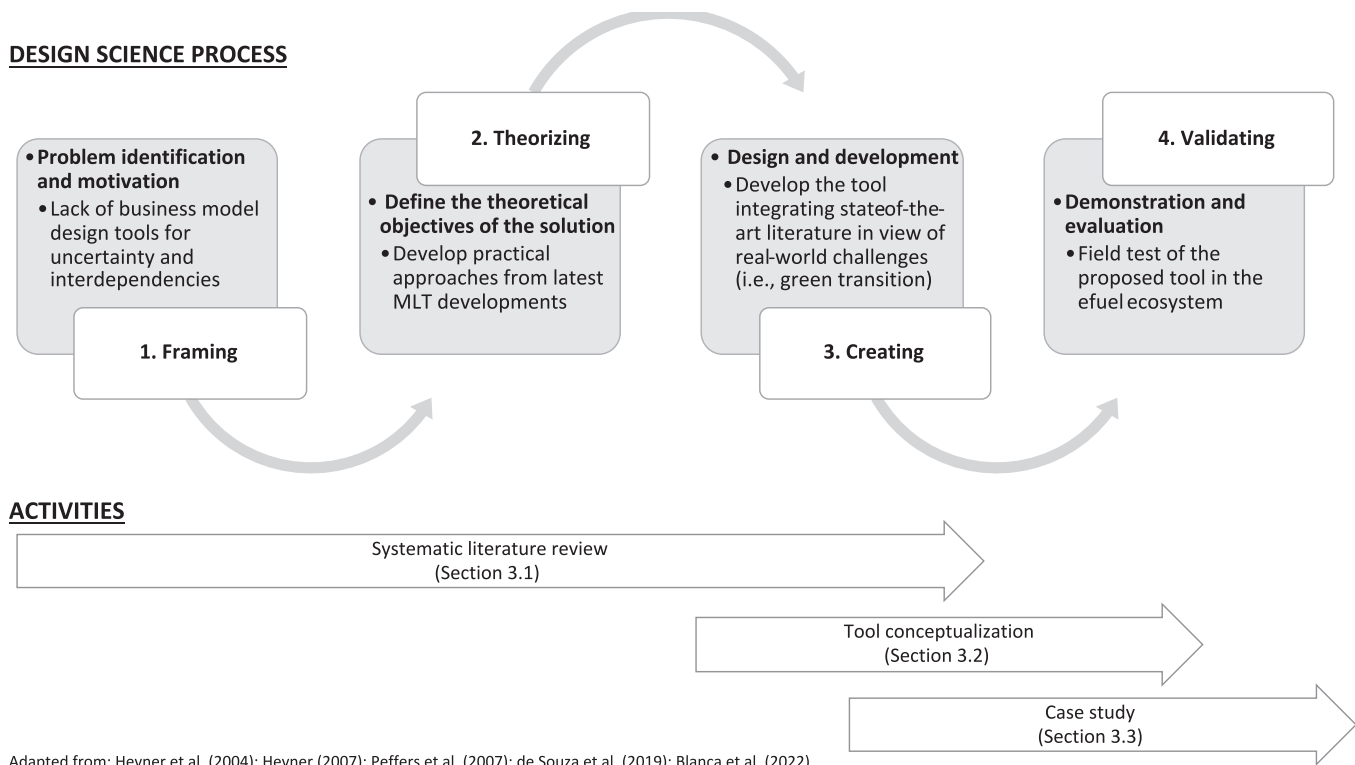 DESIGN SCIENCE PROCESS
• Problem identification
and motivation
• Lack of business model
design tools for
uncertainty and
interdependencies
1. Framing
2. Theorizing
• Define the theoretical
objectives of the solution
• Develop practical
approaches from latest
MLT developments
• Design and development
• Develop the tool
integrating stateof-the-
art literature in view of
real-world challenges
(i.e., green transition)
3. Creating
4. Validating
• Demonstration and
evaluation
• Field test of the
proposed tool in the
efuel ecosystem
ACTIVITIES
Systematic literature review
(Section 3.1)
Tool conceptualization
(Section 3.2)
Case study
(Section 3.3)
Adapted from: Hevner et al. (2004); Hevner (2007); Peffers et al. (2007); de Souza et al. (2019); Blanca et al. (2022)